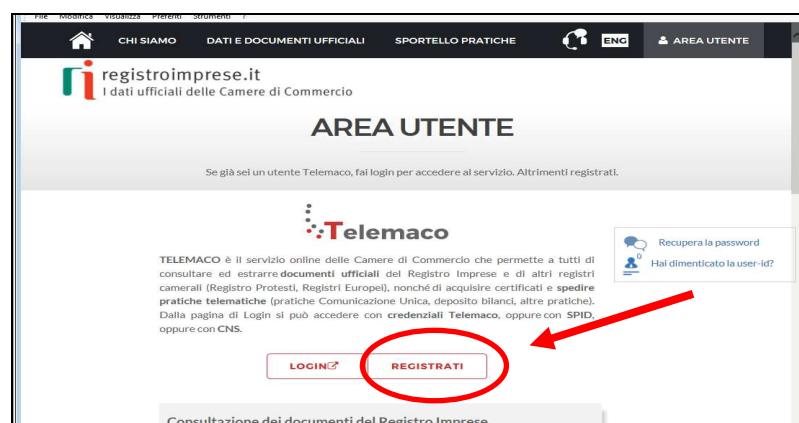 File Modifica Visualizza Preferiti Strumenti ?
CHI SIAMO DATI E DOCUMENTI UFFICIALI SPORTELLO PRATICHE ENG AREA UTENTE
registroimprese.it
I dati ufficiali delle Camere di Commercio
AREA UTENTE
Se già sei un utente Telemaco, fai login per accedere al servizio. Altrimenti registrati.
Telemaco
Recupera la password
Hai dimenticato la user-id?
TELEMACO è il servizio online delle Camere di Commercio che permette a tutti di
consultare ed estrarre documenti ufficiali del Registro Imprese e di altri registri
camerali (Registro Protesti, Registri Europei), nonché di acquisire certificati e spedire
pratiche telematiche (pratiche Comunicazione Unica, deposito bilanci, altre pratiche).
Dalla pagina di Login si può accedere con credenziali Telemaco, oppure con SPID,
oppure con CNS.
LOGIN REGISTRATI
Consultazione dei documenti del Registro Imprese